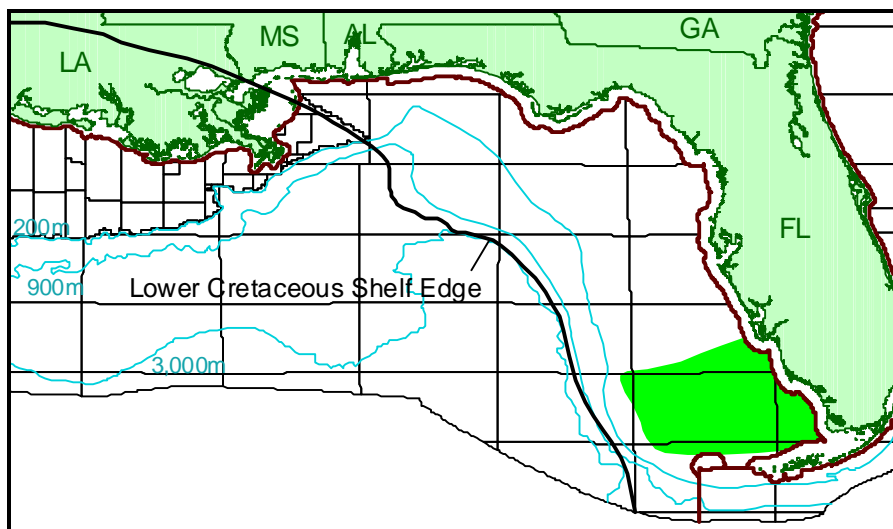 GA
MS
AL
LA
FL
200m
900m
Lower Cretaceous Shelf Edge
3,000m